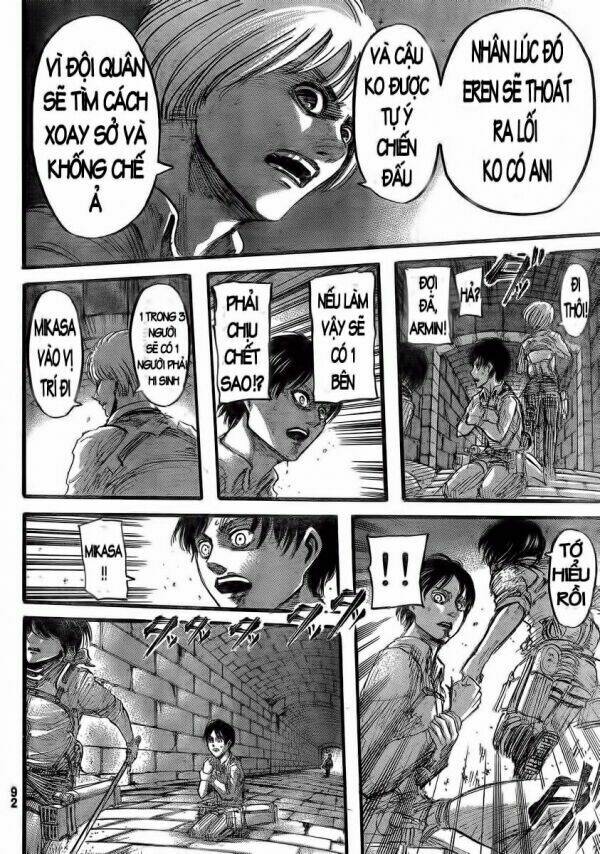 NHÂN LÚC ĐÓ
EREN SẼ THOÁT
RA LỐI
KO CÓ ANI
VÀ CẬU
KO ĐƯỢC
TỰ Ý
CHIẾN
ĐẤU
VÌ ĐỘI QUÂN
SẼ TÌM CÁCH
XOAY SỞ VÀ
KHỐNG CHẾ
Ả
ĐI
THÔI!
HẢ?
ĐỢI
ĐÃ,
ARMIN!
NẾU LÀM
VẬY SẼ
CÓ 1
BÊN
PHẢI
CHỊU
CHẾT
SAO!?
1 TRONG 3
NGƯỜI
SẼ CÓ 1
NGƯỜI PHẢI
HI SINH
MIKASA
VÀO VỊ
TRÍ ĐI
TỚ
HIỂU
RỒI
!!
MIKASA
!!
92